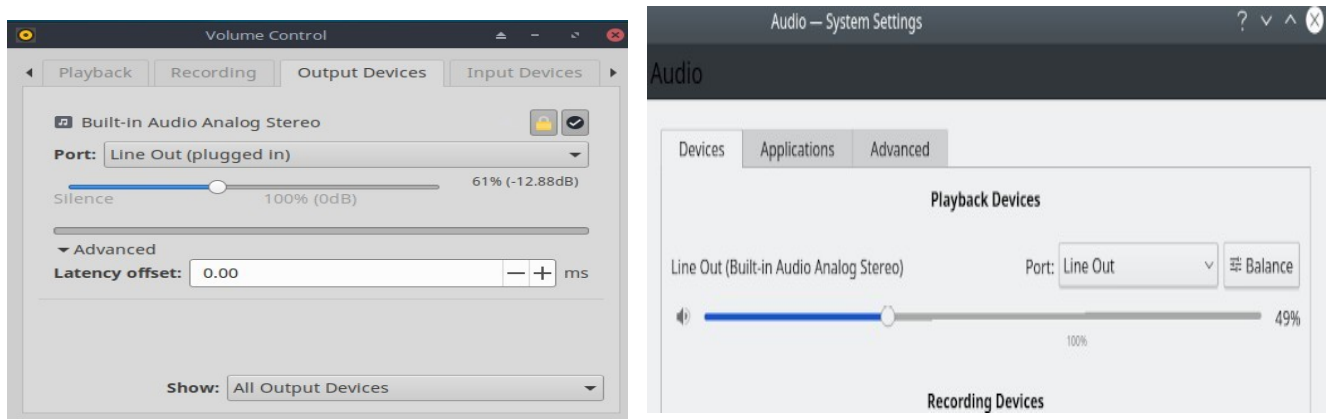 Volume Control
Playback Recording Output Devices Input Devices
Built-in Audio Analog Stereo
Port: Line Out (plugged in)
61% (-12.88dB)
Silence 100% (0dB)
Advanced
Latency offset: 0.00 ms
Show: All Output Devices
Audio — System Settings
Audio
Devices Applications Advanced
Playback Devices
Line Out (Built-in Audio Analog Stereo) Port: Line Out Balance
49%
100%
Recording Devices